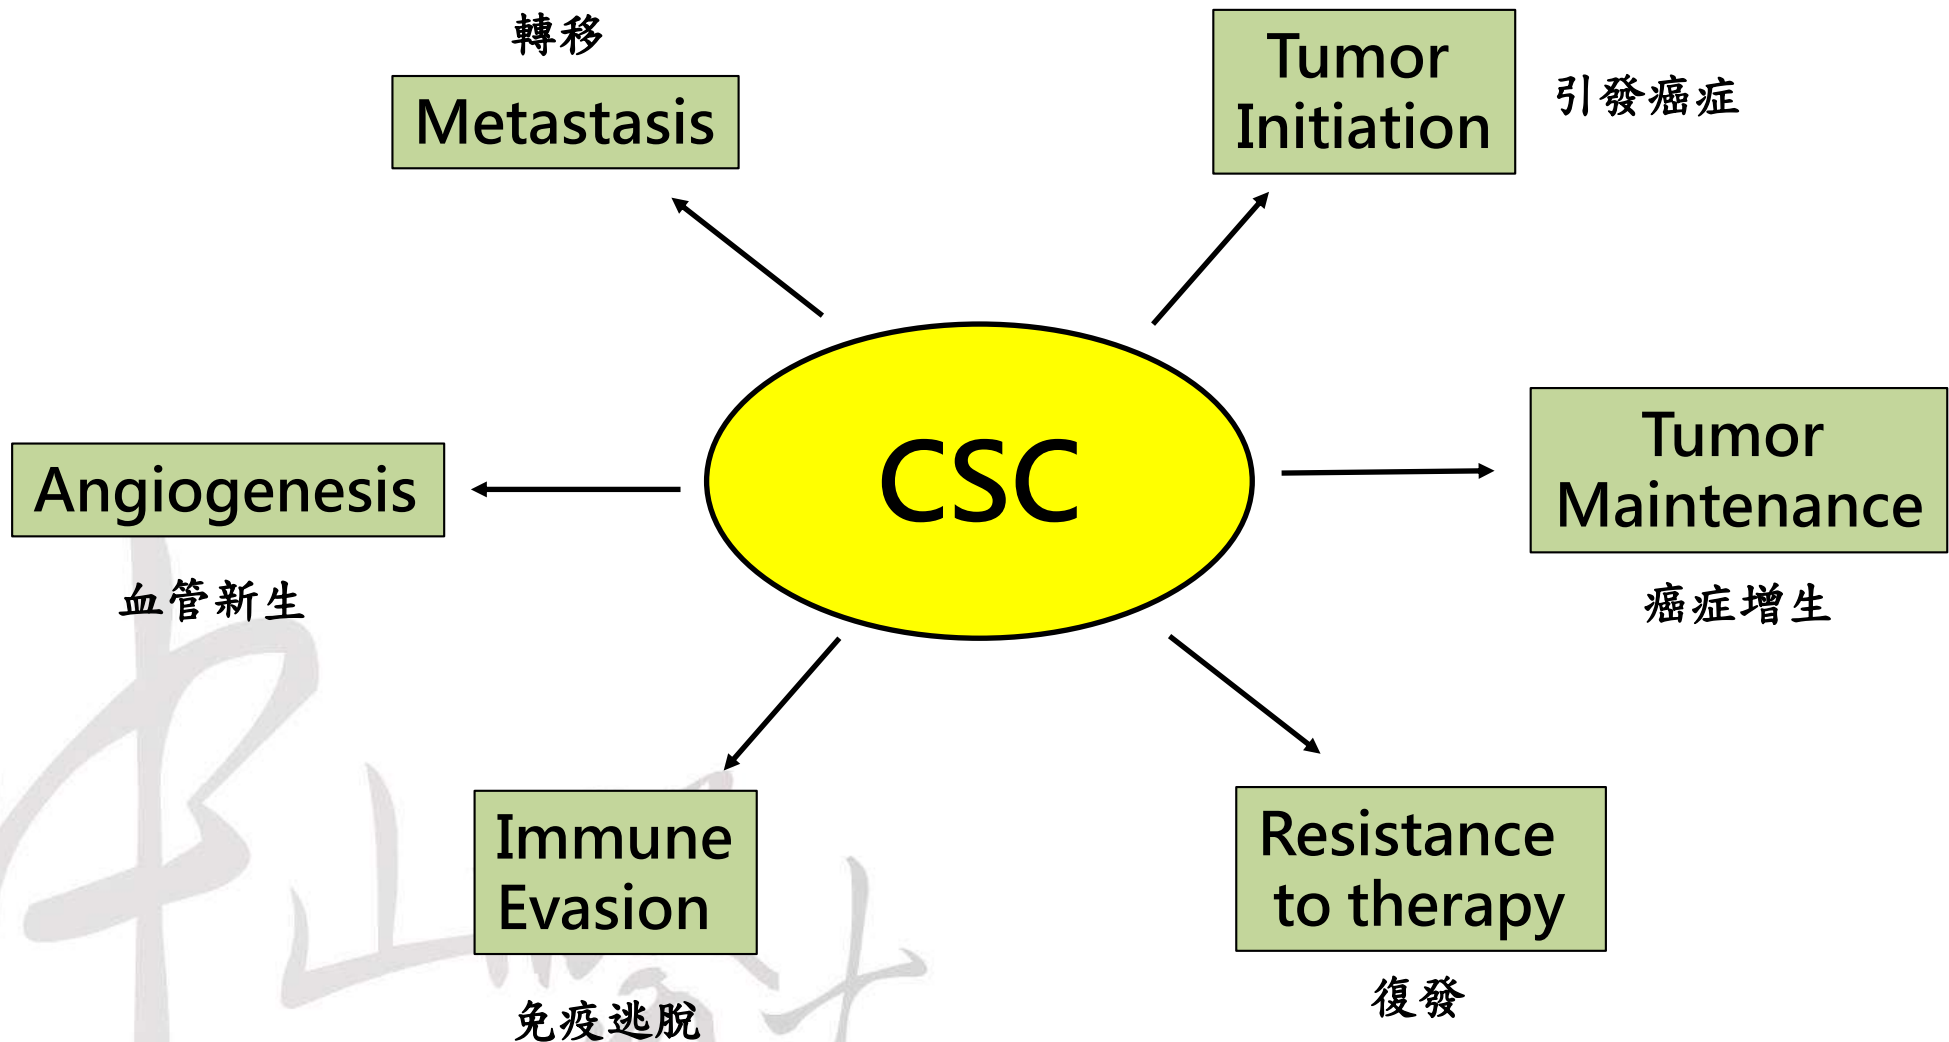 轉移
Metastasis
Tumor
Initiation
引發癌症
CSC
Angiogenesis
血管新生
Tumor
Maintenance
癌症增生
Immune
Evasion
免疫逃脫
Resistance
to therapy
復發